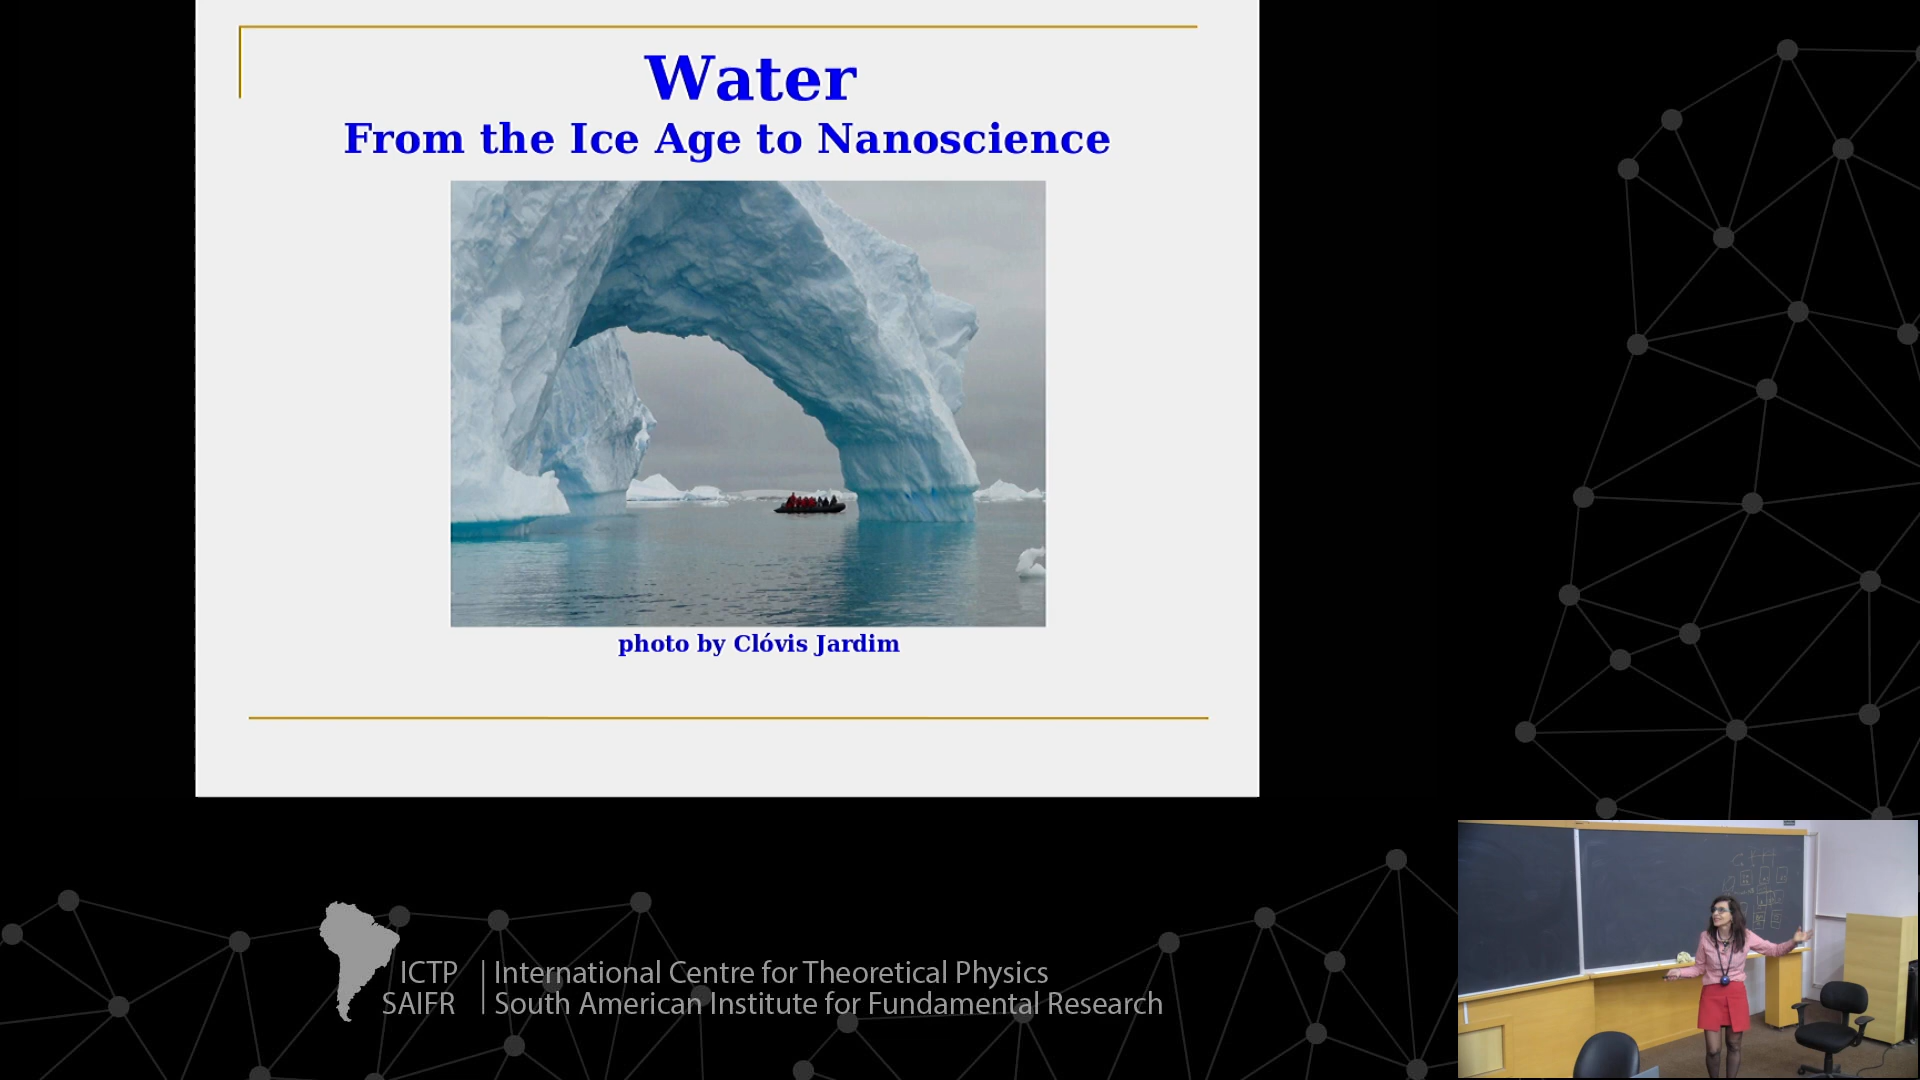 Water
From the Ice Age to Nanoscience
photo by Clóvis Jardim
ICTP
SAIFR
International Centre for Theoretical Physics
South American Institute for Fundamental Research